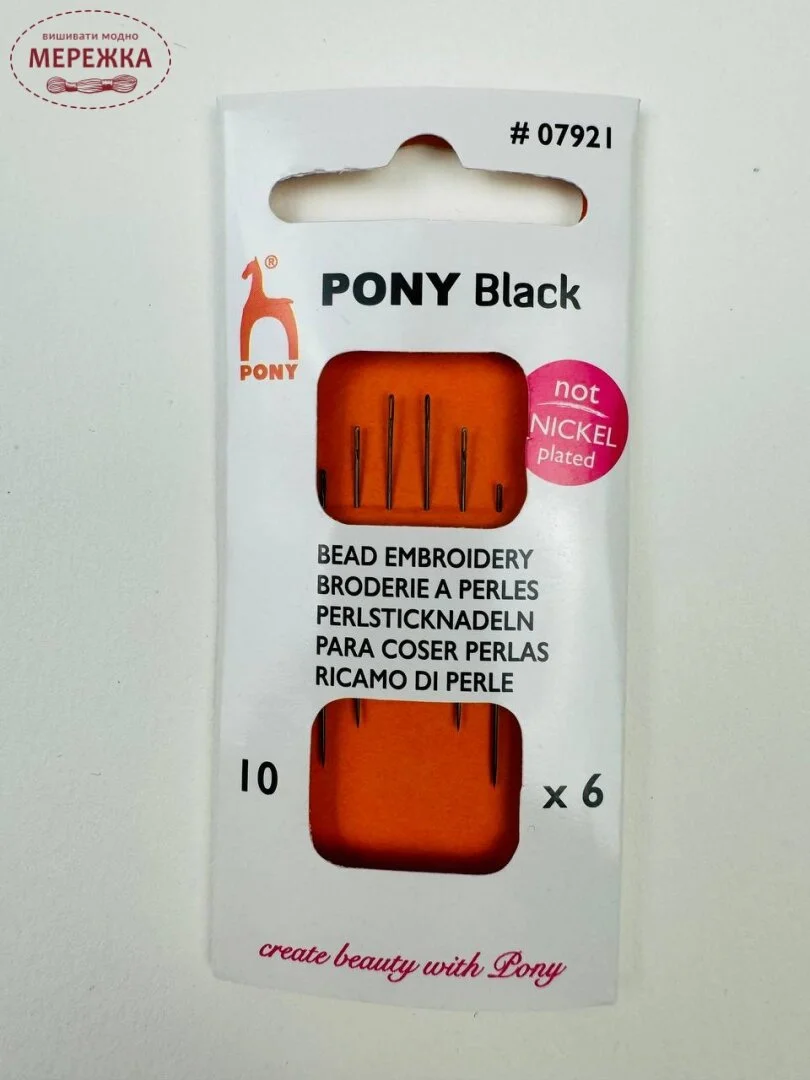 вишивати модно
МЕРЕЖКА
# 07921
®
PONY
PONY Black
not
NICKEL
plated
BEAD EMBROIDERY
BRODERIE A PERLES
PERLSTICKNADELN
PARA COSER PERLAS
RICAMO DI PERLE
10
x 6
create beauty with Pony